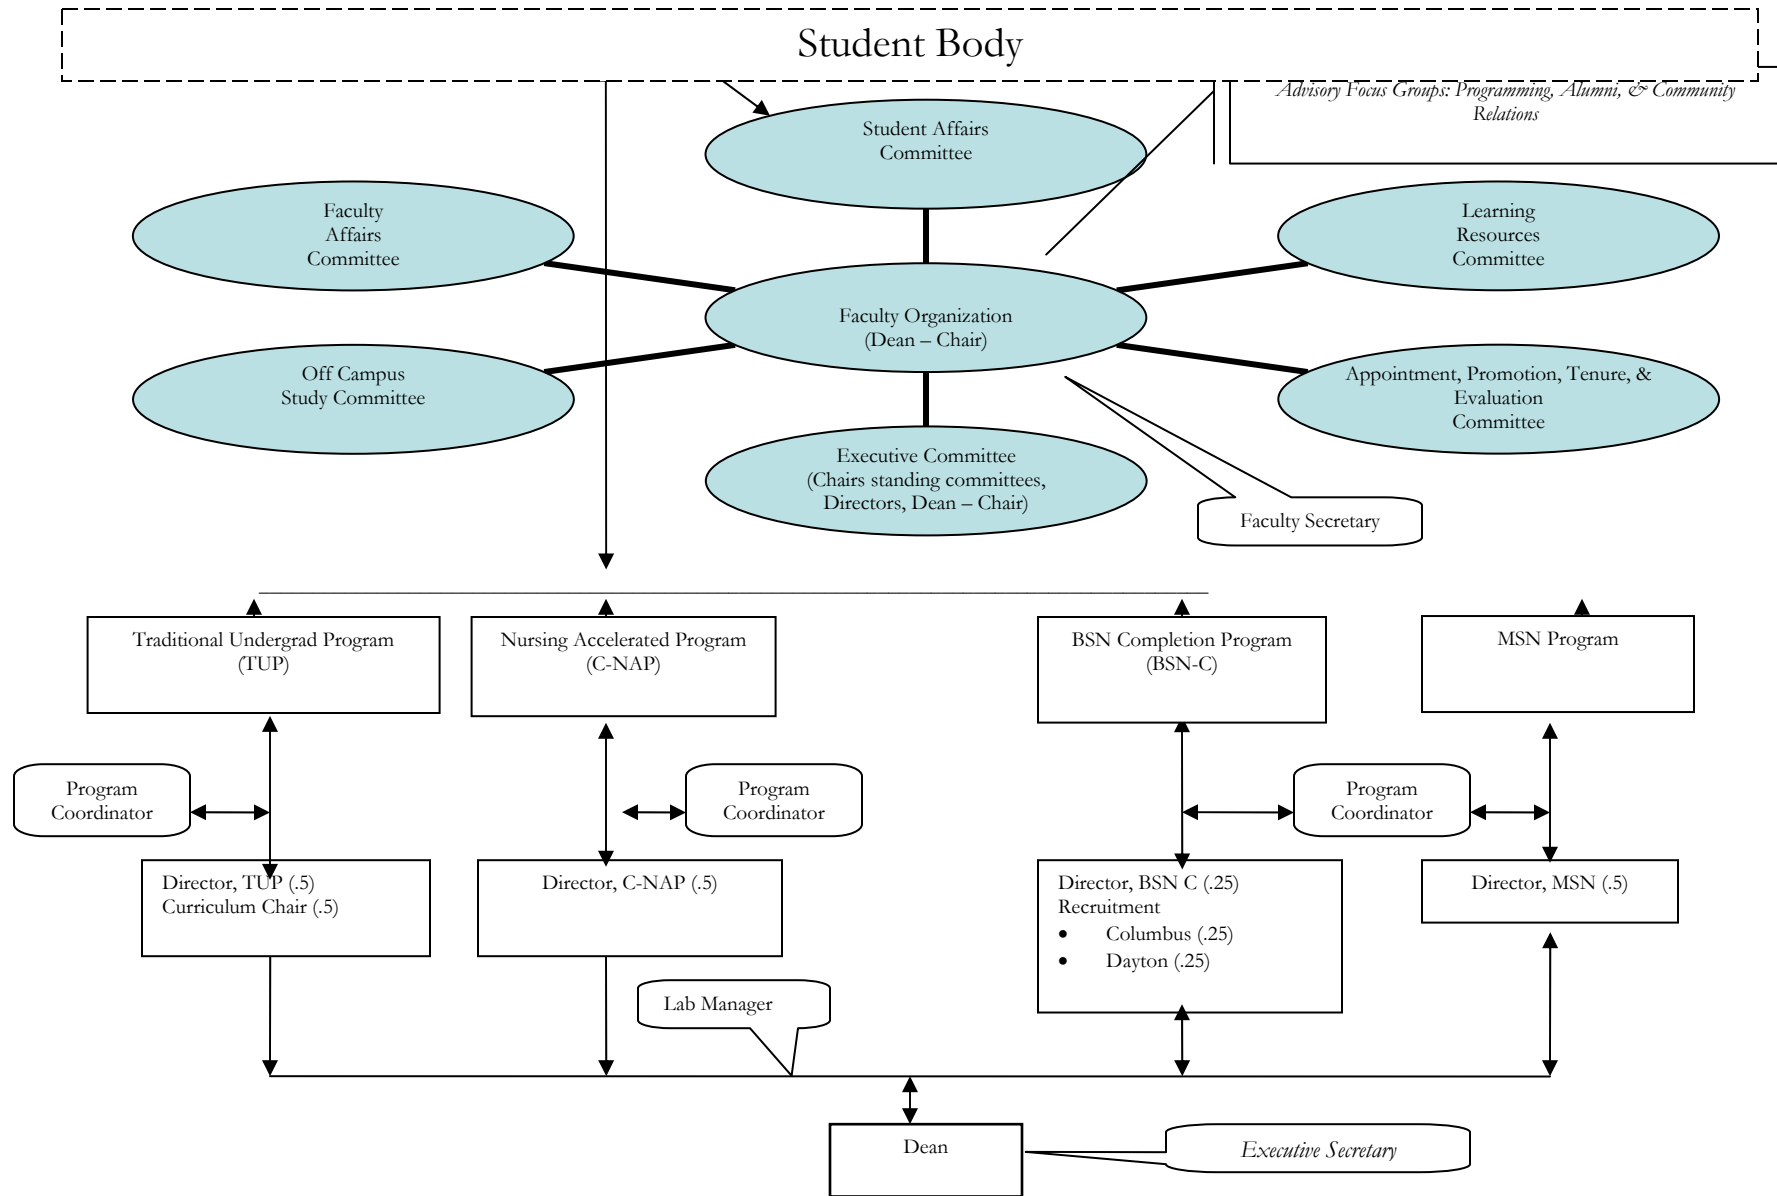 Student Body
Advisory Focus Groups: Programming, Alumni, & Community
Relations
Student Affairs
Committee
Faculty
Affairs
Committee
Learning
Resources
Committee
Faculty Organization
(Dean – Chair)
Off Campus
Study Committee
Appointment, Promotion, Tenure, &
Evaluation
Committee
Executive Committee
(Chairs standing committees,
Directors, Dean – Chair)
Faculty Secretary
Traditional Undergrad Program
(TUP)
Nursing Accelerated Program
(C-NAP)
BSN Completion Program
(BSN-C)
MSN Program
Program
Coordinator
Program
Coordinator
Program
Coordinator
Director, TUP (.5)
Curriculum Chair (.5)
Director, C-NAP (.5)
Director, BSN C (.25)
Recruitment
• Columbus (.25)
• Dayton (.25)
Director, MSN (.5)
Lab Manager
Dean
Executive Secretary